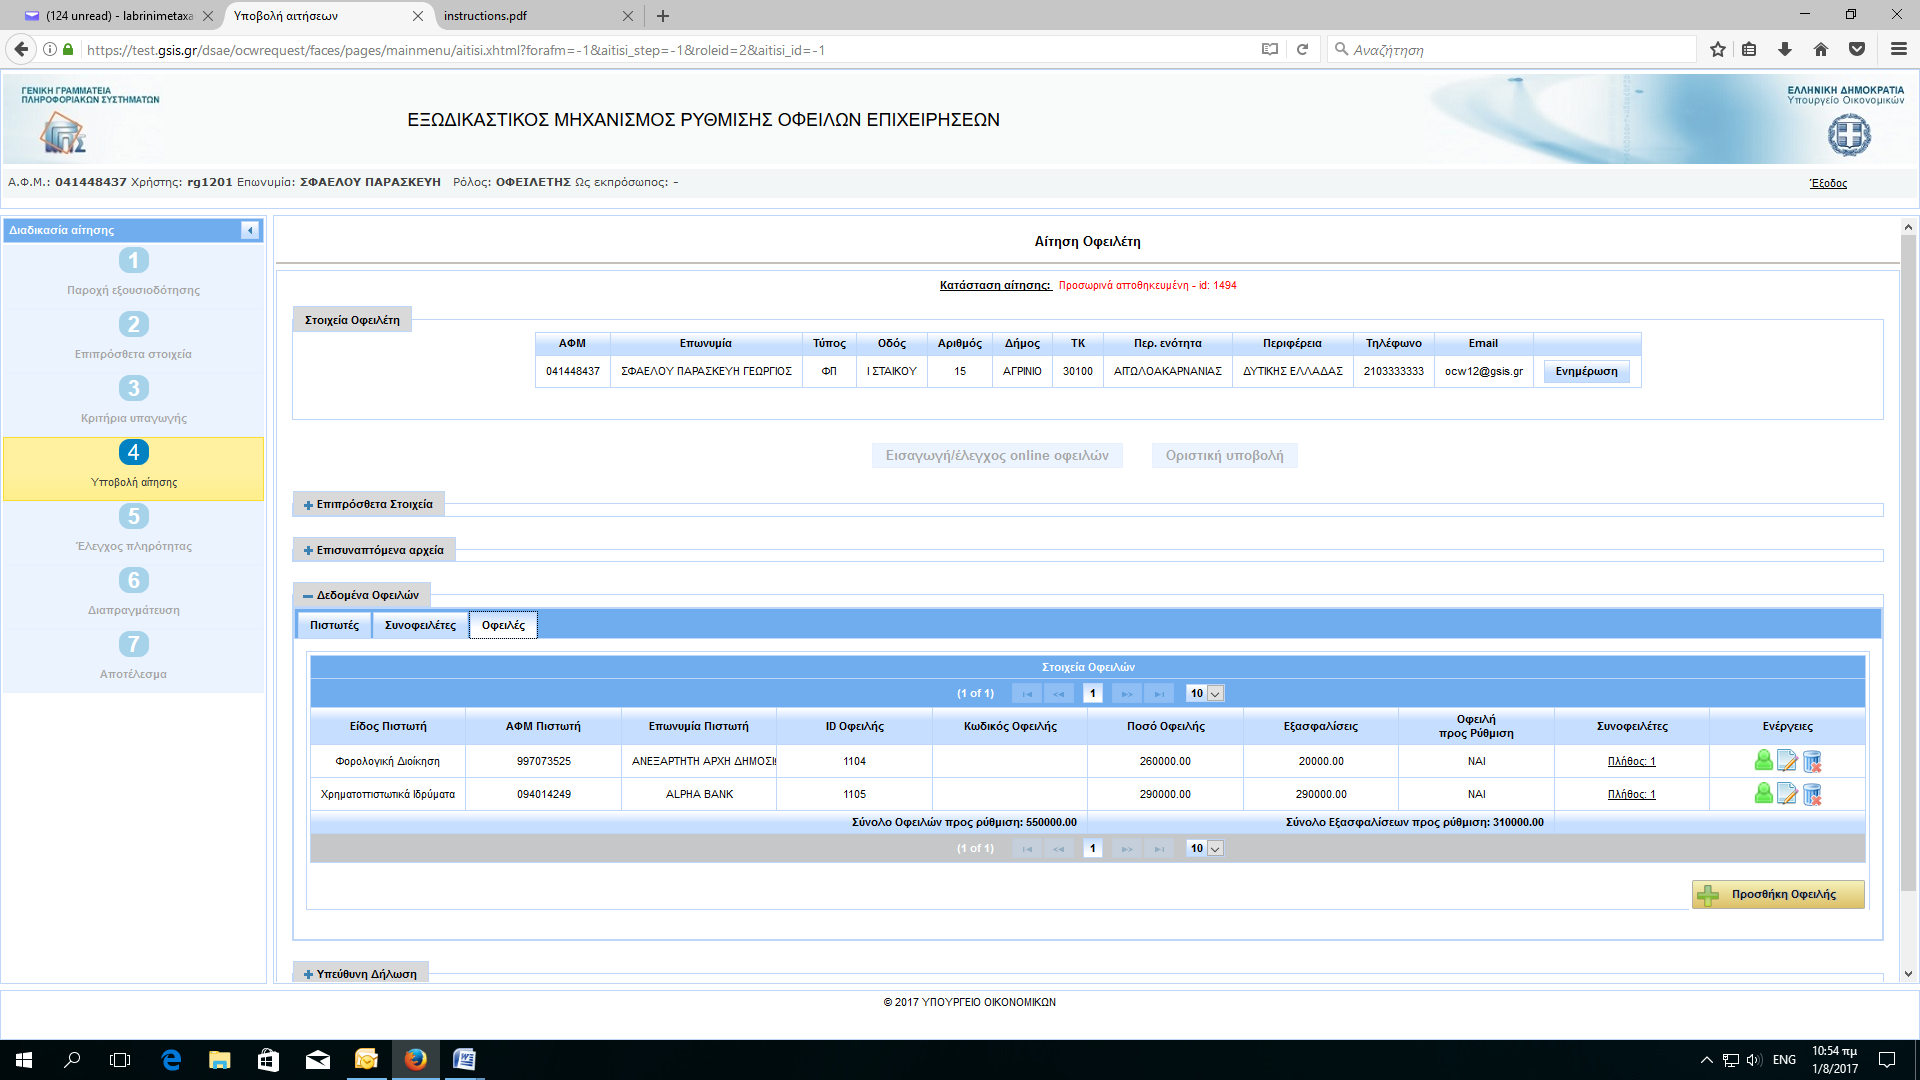 (124 unread) - labrinimetaxa
Υποβολή αιτήσεων
instructions.pdf
https://test.gsis.gr/dsae/ocwrequest/faces/pages/mainmenu/aitisi.xhtml?forafm=-1&aitisi_step=-1&roleid=2&aitisi_id=-1
Αναζήτηση
ΓΕΝΙΚΗ ΓΡΑΜΜΑΤΕΙΑ
ΠΛΗΡΟΦΟΡΙΑΚΩΝ ΣΥΣΤΗΜΑΤΩΝ
ΕΞΩΔΙΚΑΣΤΙΚΟΣ ΜΗΧΑΝΙΣΜΟΣ ΡΥΘΜΙΣΗΣ ΟΦΕΙΛΩΝ ΕΠΙΧΕΙΡΗΣΕΩΝ
ΕΛΛΗΝΙΚΗ ΔΗΜΟΚΡΑΤΙΑ
Υπουργείο Οικονομικών
Α.Φ.Μ.: 041448437 Χρήστης: rg1201 Επωνυμία: ΣΦΑΕΛΟΥ ΠΑΡΑΣΚΕΥΗ Ρόλος: ΟΦΕΙΛΕΤΗΣ Ως εκπρόσωπος: -
Έξοδος
Διαδικασία αίτησης
1
Παροχή εξουσιοδότησης
2
Επιπρόσθετα στοιχεία
3
Κριτήρια υπαγωγής
4
Υποβολή αίτησης
5
Έλεγχος πληρότητας
6
Διαπραγμάτευση
7
Αποτέλεσμα
Αίτηση Οφειλέτη
Κατάσταση αίτησης: Προσωρινά αποθηκευμένη - id: 1494
Στοιχεία Οφειλέτη
ΑΦΜ Επωνυμία Τύπος Οδός Αριθμός Δήμος ΤΚ Περ. ενότητα Περιφέρεια Τηλέφωνο Email
041448437 ΣΦΑΕΛΟΥ ΠΑΡΑΣΚΕΥΗ ΓΕΩΡΓΙΟΣ ΦΠ Ι ΣΤΑΙΚΟΥ 15 ΑΓΡΙΝΙΟ 30100 ΑΙΤΩΛΟΑΚΑΡΝΑΝΙΑΣ ΔΥΤΙΚΗΣ ΕΛΛΑΔΑΣ 2103333333 ocw12@gsis.gr Ενημέρωση
Εισαγωγή/έλεγχος online οφειλών Οριστική υποβολή
Επιπρόσθετα Στοιχεία
Επισυναπτόμενα αρχεία
Δεδομένα Οφειλών
Πιστωτές Συνοφειλέτες Οφειλές
Στοιχεία Οφειλών
(1 of 1) 1 10
Είδος Πιστωτή ΑΦΜ Πιστωτή Επωνυμία Πιστωτή ID Οφειλής Κωδικός Οφειλής Ποσό Οφειλής Εξασφαλίσεις Οφειλή προς Ρύθμιση Συνοφειλέτες Ενέργειες
Φορολογική Διοίκηση 997073525 ΑΝΕΞΑΡΤΗΤΗ ΑΡΧΗ ΔΗΜΟΣΙ 1104 260000.00 20000.00 ΝΑΙ Πλήθος: 1
Χρηματοπιστωτικά Ιδρύματα 094014249 ALPHA BANK 1105 290000.00 290000.00 ΝΑΙ Πλήθος: 1
Σύνολο Οφειλών προς ρύθμιση: 550000.00 Σύνολο Εξασφαλίσεων προς ρύθμιση: 310000.00
(1 of 1) 1 10
Προσθήκη Οφειλής
Υπεύθυνη Δήλωση
© 2017 ΥΠΟΥΡΓΕΙΟ ΟΙΚΟΝΟΜΙΚΩΝ
ENG
10:54 πμ
1/8/2017